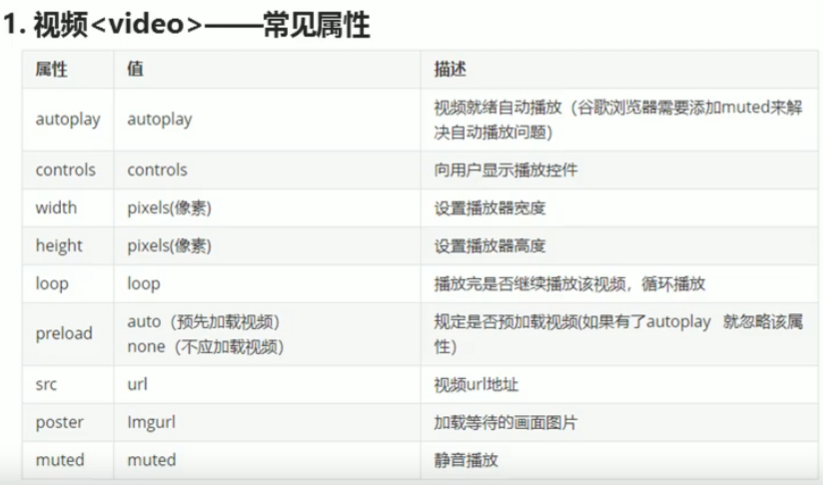 1. 视频<video>——常见属性
属性 值 描述
autoplay autoplay 视频就绪自动播放（谷歌浏览器需要添加muted来解
决自动播放问题）
controls controls 向用户显示播放控件
width pixels(像素) 设置播放器宽度
height pixels(像素) 设置播放器高度
loop loop 播放完是否继续播放该视频，循环播放
preload auto（预先加载视频） 规定是否预加载视频(如果有了autoplay 就忽略该属
none（不应加载视频） 性）
src url 视频url地址
poster Imgurl 加载等待的画面图片
muted muted 静音播放